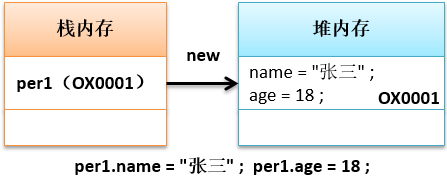 栈内存
堆内存
per1（OX0001）
new
name = "张三" ;
age = 18 ;
OX0001
per1.name = "张三" ; per1.age = 18 ;